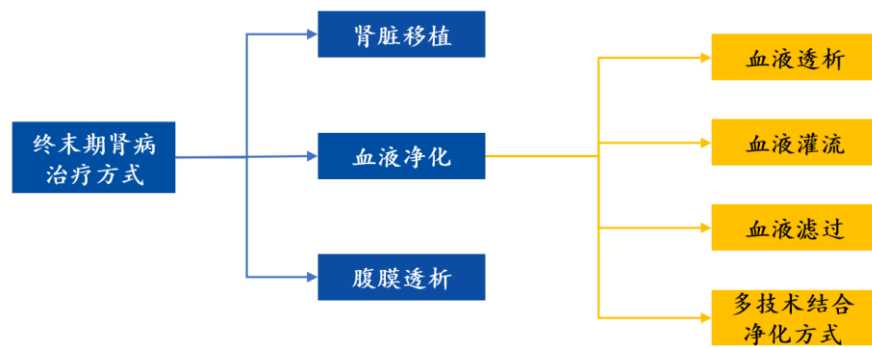 肾脏移植
血液透析
终末期肾病
治疗方式
血液净化
血液灌流
血液滤过
腹膜透析
多技术结合
净化方式